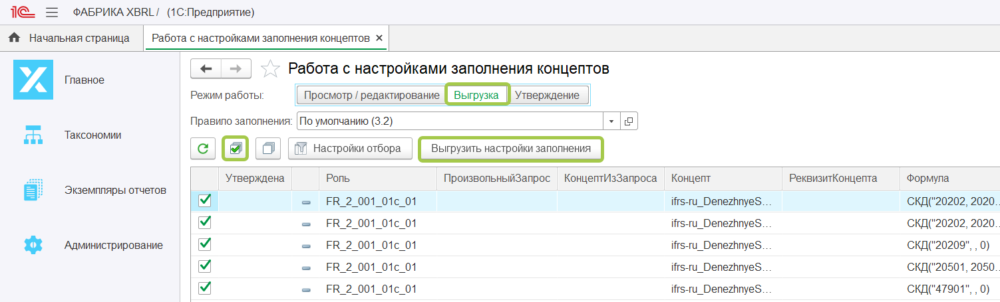 1С ФАБРИКА XBRL / (1С:Предприятие)
Начальная страница Работа с настройками заполнения концептов ×
Главное
Таксономии
Экземпляры отчетов
Администрирование
Работа с настройками заполнения концептов
Режим работы: Просмотр / редактирование Выгрузка Утверждение
Правило заполнения: По умолчанию (3.2)
Настройки отбора Выгрузить настройки заполнения
Утверждена Роль ПроизвольныйЗапрос КонцептИзЗапроса Концепт РеквизитКонцепта Формула
FR_2_001_01c_01 ifrs-ru_DenezhnyeS... СКД("20202, 2020...
FR_2_001_01c_01 ifrs-ru_DenezhnyeS... СКД("20202, 2020...
FR_2_001_01c_01 ifrs-ru_DenezhnyeS... СКД("20209", , 0)
FR_2_001_01c_01 ifrs-ru_DenezhnyeS... СКД("20501, 2050...
FR_2_001_01c_01 ifrs-ru_DenezhnyeS... СКД("47901", , 0)